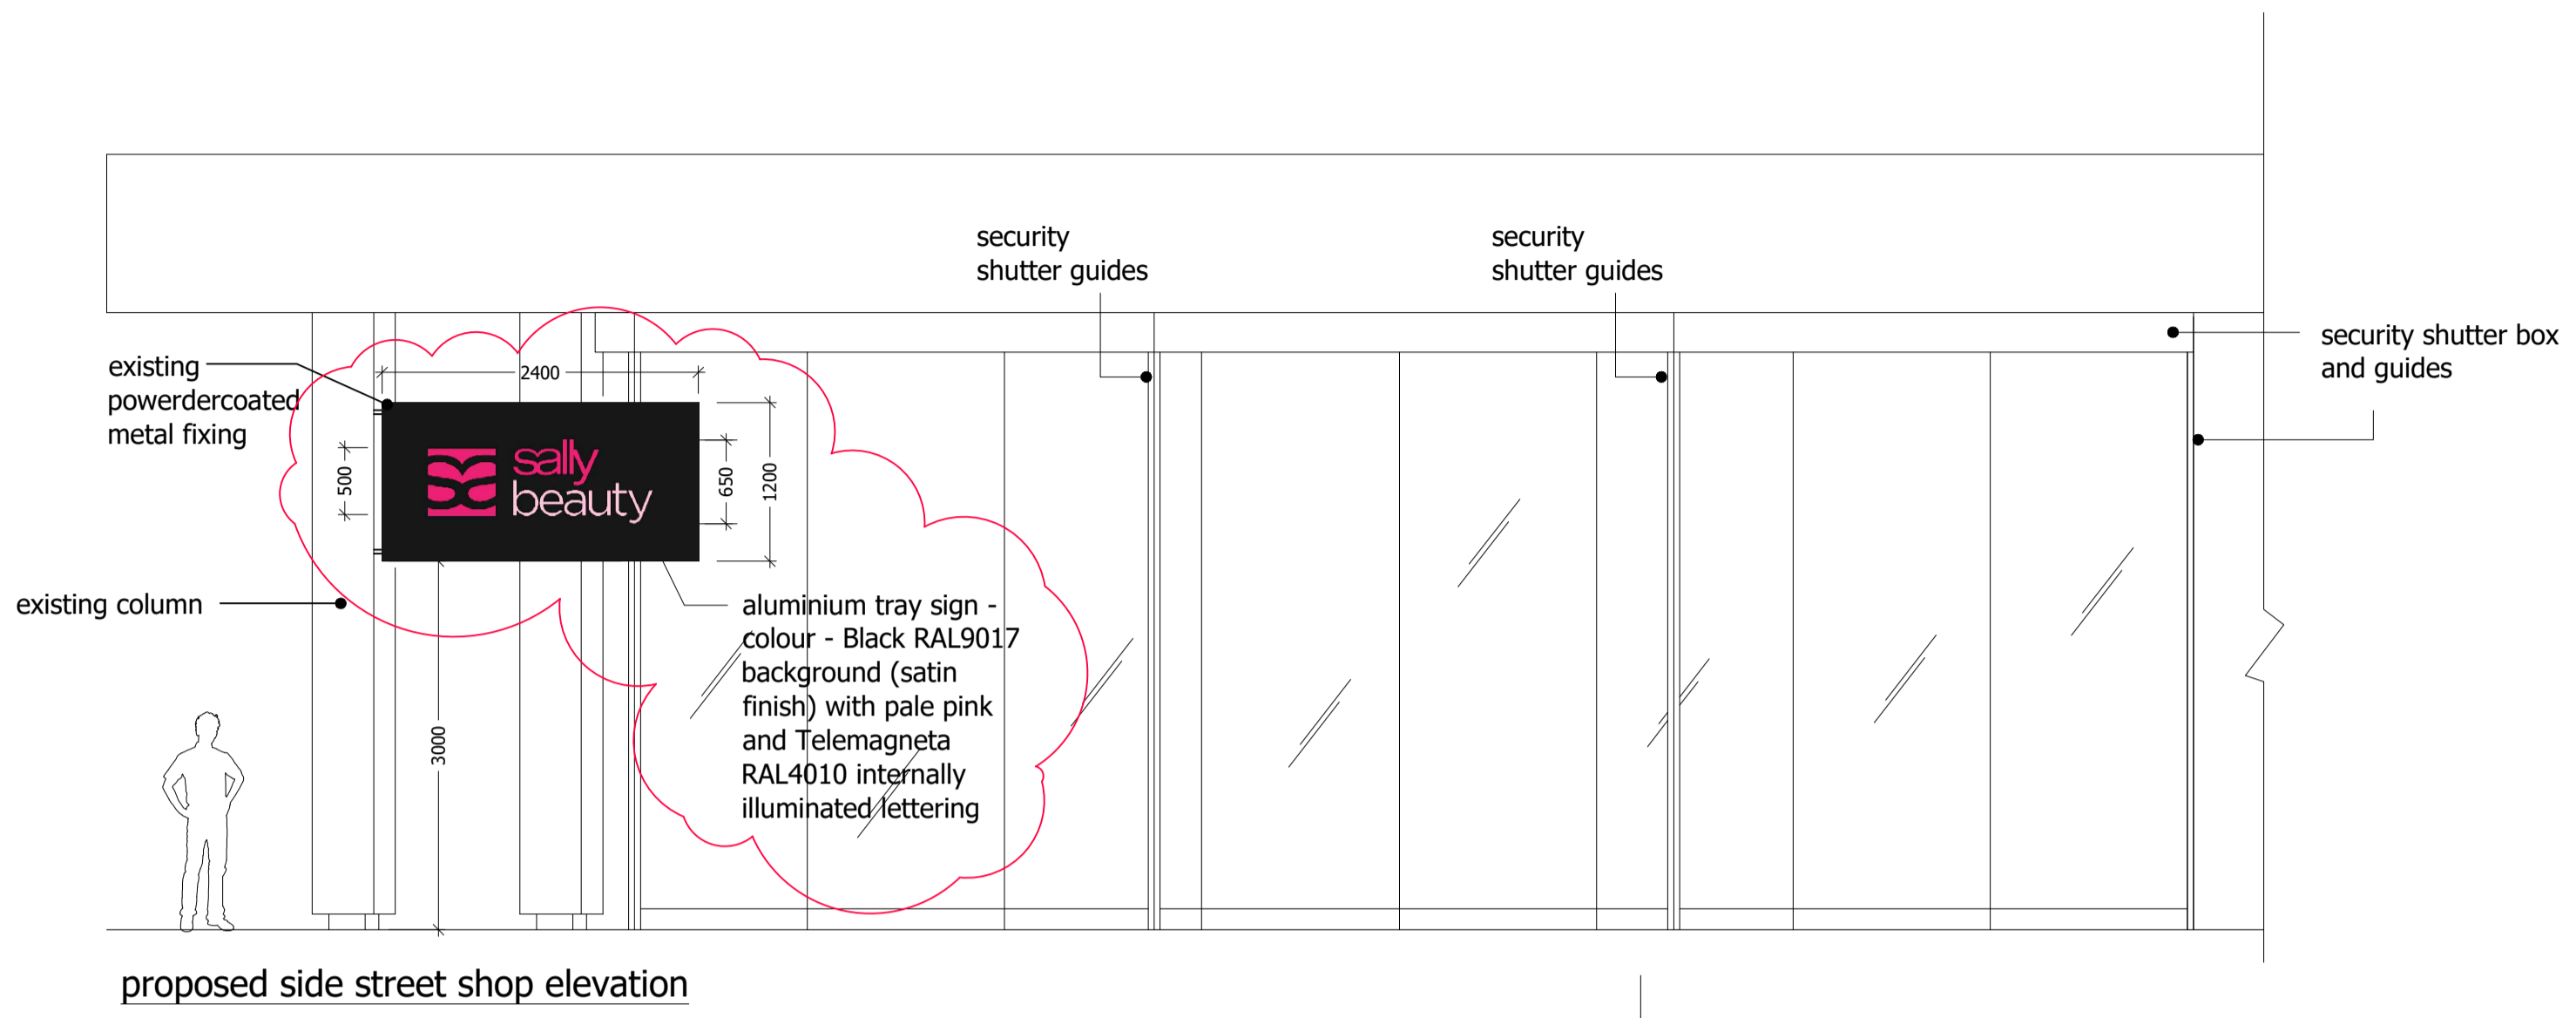 security
shutter guides
security
shutter guides
security shutter box
and guides
existing
powerdercoated
metal fixing
2400
500
sally
beauty
650
1200
existing column
aluminium tray sign -
colour - Black RAL9017
background (satin
finish) with pale pink
and Telemagneta
RAL4010 internally
illuminated lettering
3000
proposed side street shop elevation